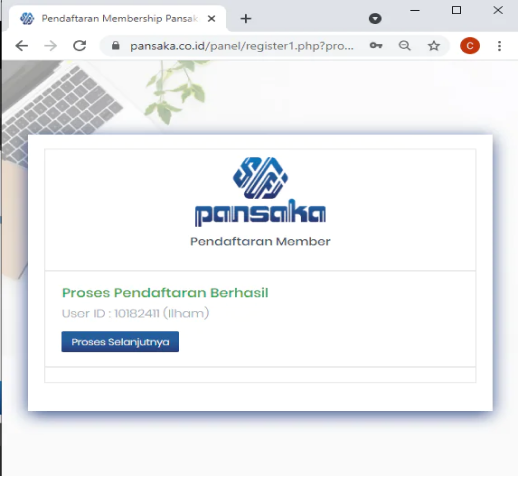 Pendaftaran Membership Pansak
pansaka.co.id/panel/register1.php?pro...
C
pansaka
Pendaftaran Member
Proses Pendaftaran Berhasil
User ID : 10182411 (Ilham)
Proses Selanjutnya